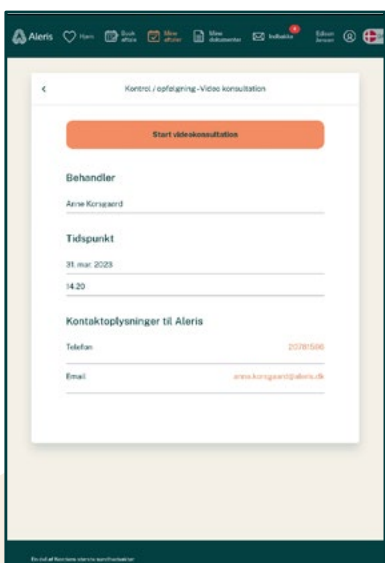 Aleris
Hjem
Book
aftale
Mine
aftaler
Mine
dokumenter
Indbakke
Edison
Jensen
Kontrol / opfølgning - Video konsultation
Start videokonsultation
Behandler
Anne Korsgaard
Tidspunkt
31. mar. 2023
14.20
Kontaktoplysninger til Aleris
Telefon
20781566
Email
anne.korsgaard@aleris.dk